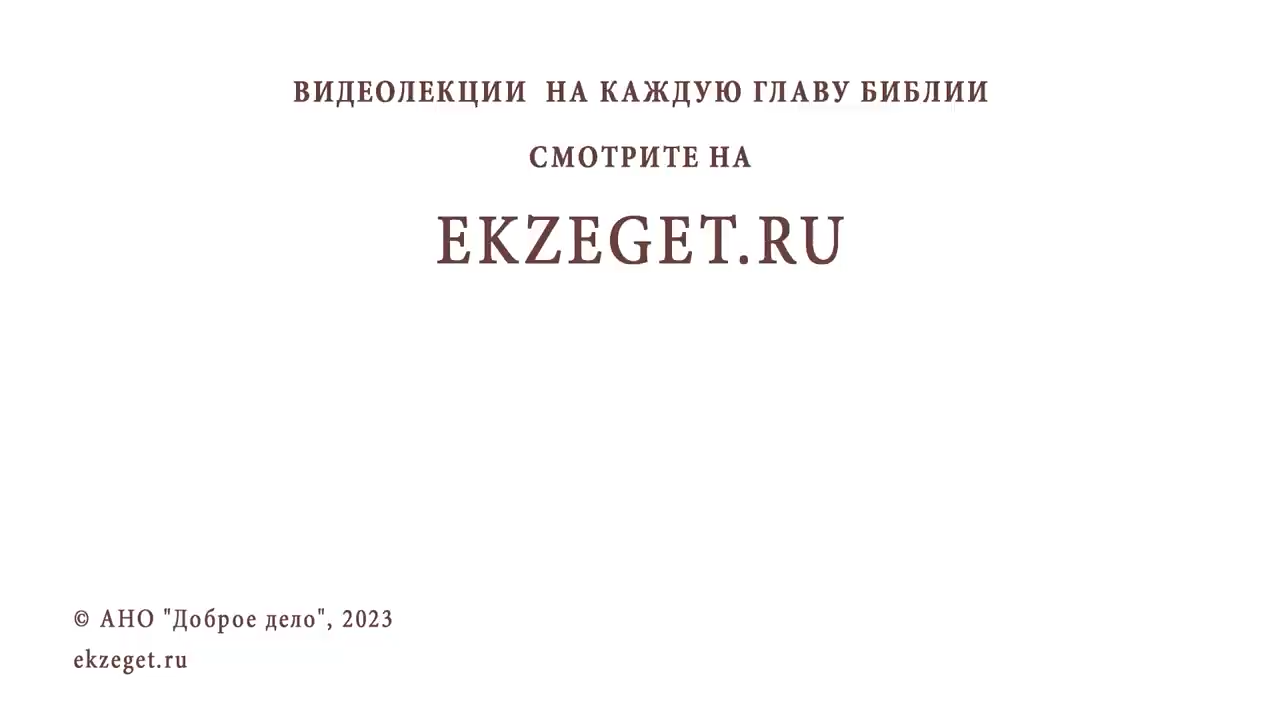 ВИДЕОЛЕКЦИИ НА КАЖДУЮ ГЛАВУ БИБЛИИ
СМОТРИТЕ НА
EKZEGET.RU
© АНО "Доброе дело", 2023
ekzeget.ru